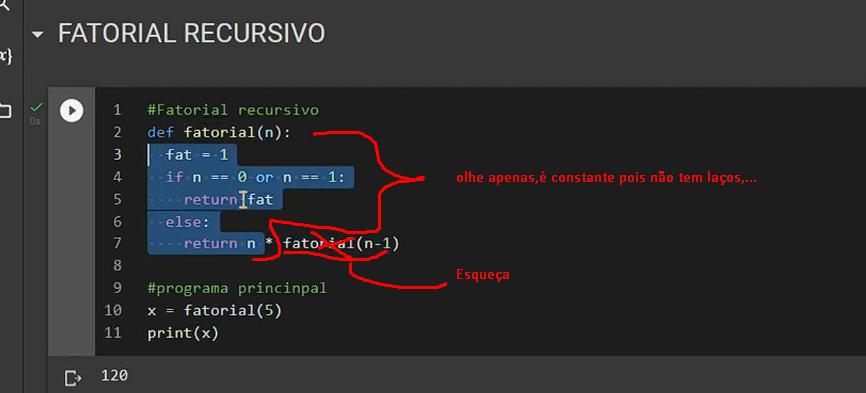 FATORIAL RECURSIVO
x}
0s
1 #Fatorial recursivo
2 def fatorial(n):
3 fat = 1
4 if n == 0 or n == 1:
5 return fat
6 else:
7 return n * fatorial(n-1)
8
9 #programa princinpal
10 x = fatorial(5)
11 print(x)
olhe apenas,é constante pois não tem laços,...
Esqueça
120